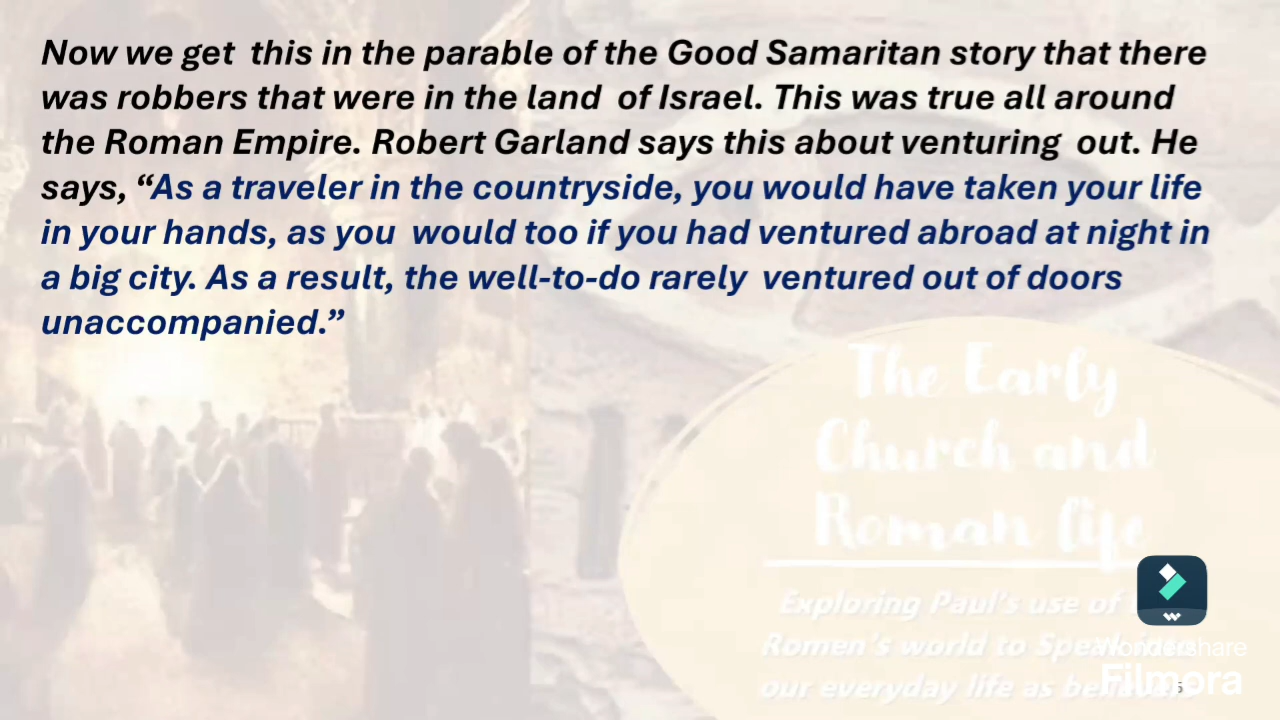 Now we get this in the parable of the Good Samaritan story that there
was robbers that were in the land of Israel. This was true all around
the Roman Empire. Robert Garland says this about venturing out. He
says, “As a traveler in the countryside, you would have taken your life
in your hands, as you would too if you had ventured abroad at night in
a big city. As a result, the well-to-do rarely ventured out of doors
unaccompanied.”
The Early
Church and
Roman life
Exploring Paul's use of
Romen's world to Speak
our everyday life as
Wondershare
Filmora
5